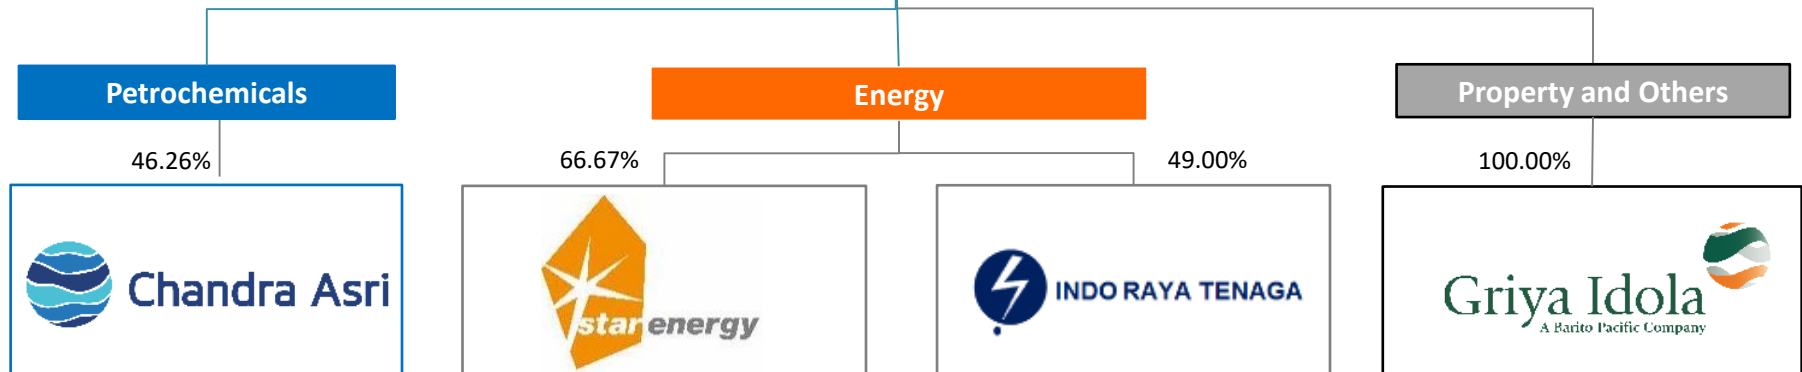 Petrochemicals
Energy
Property and Others
46.26%
66.67%
49.00%
100.00%
Chandra Asri
star energy
INDO RAYA TENAGA
Griya Idola
A Barito Pacific Company